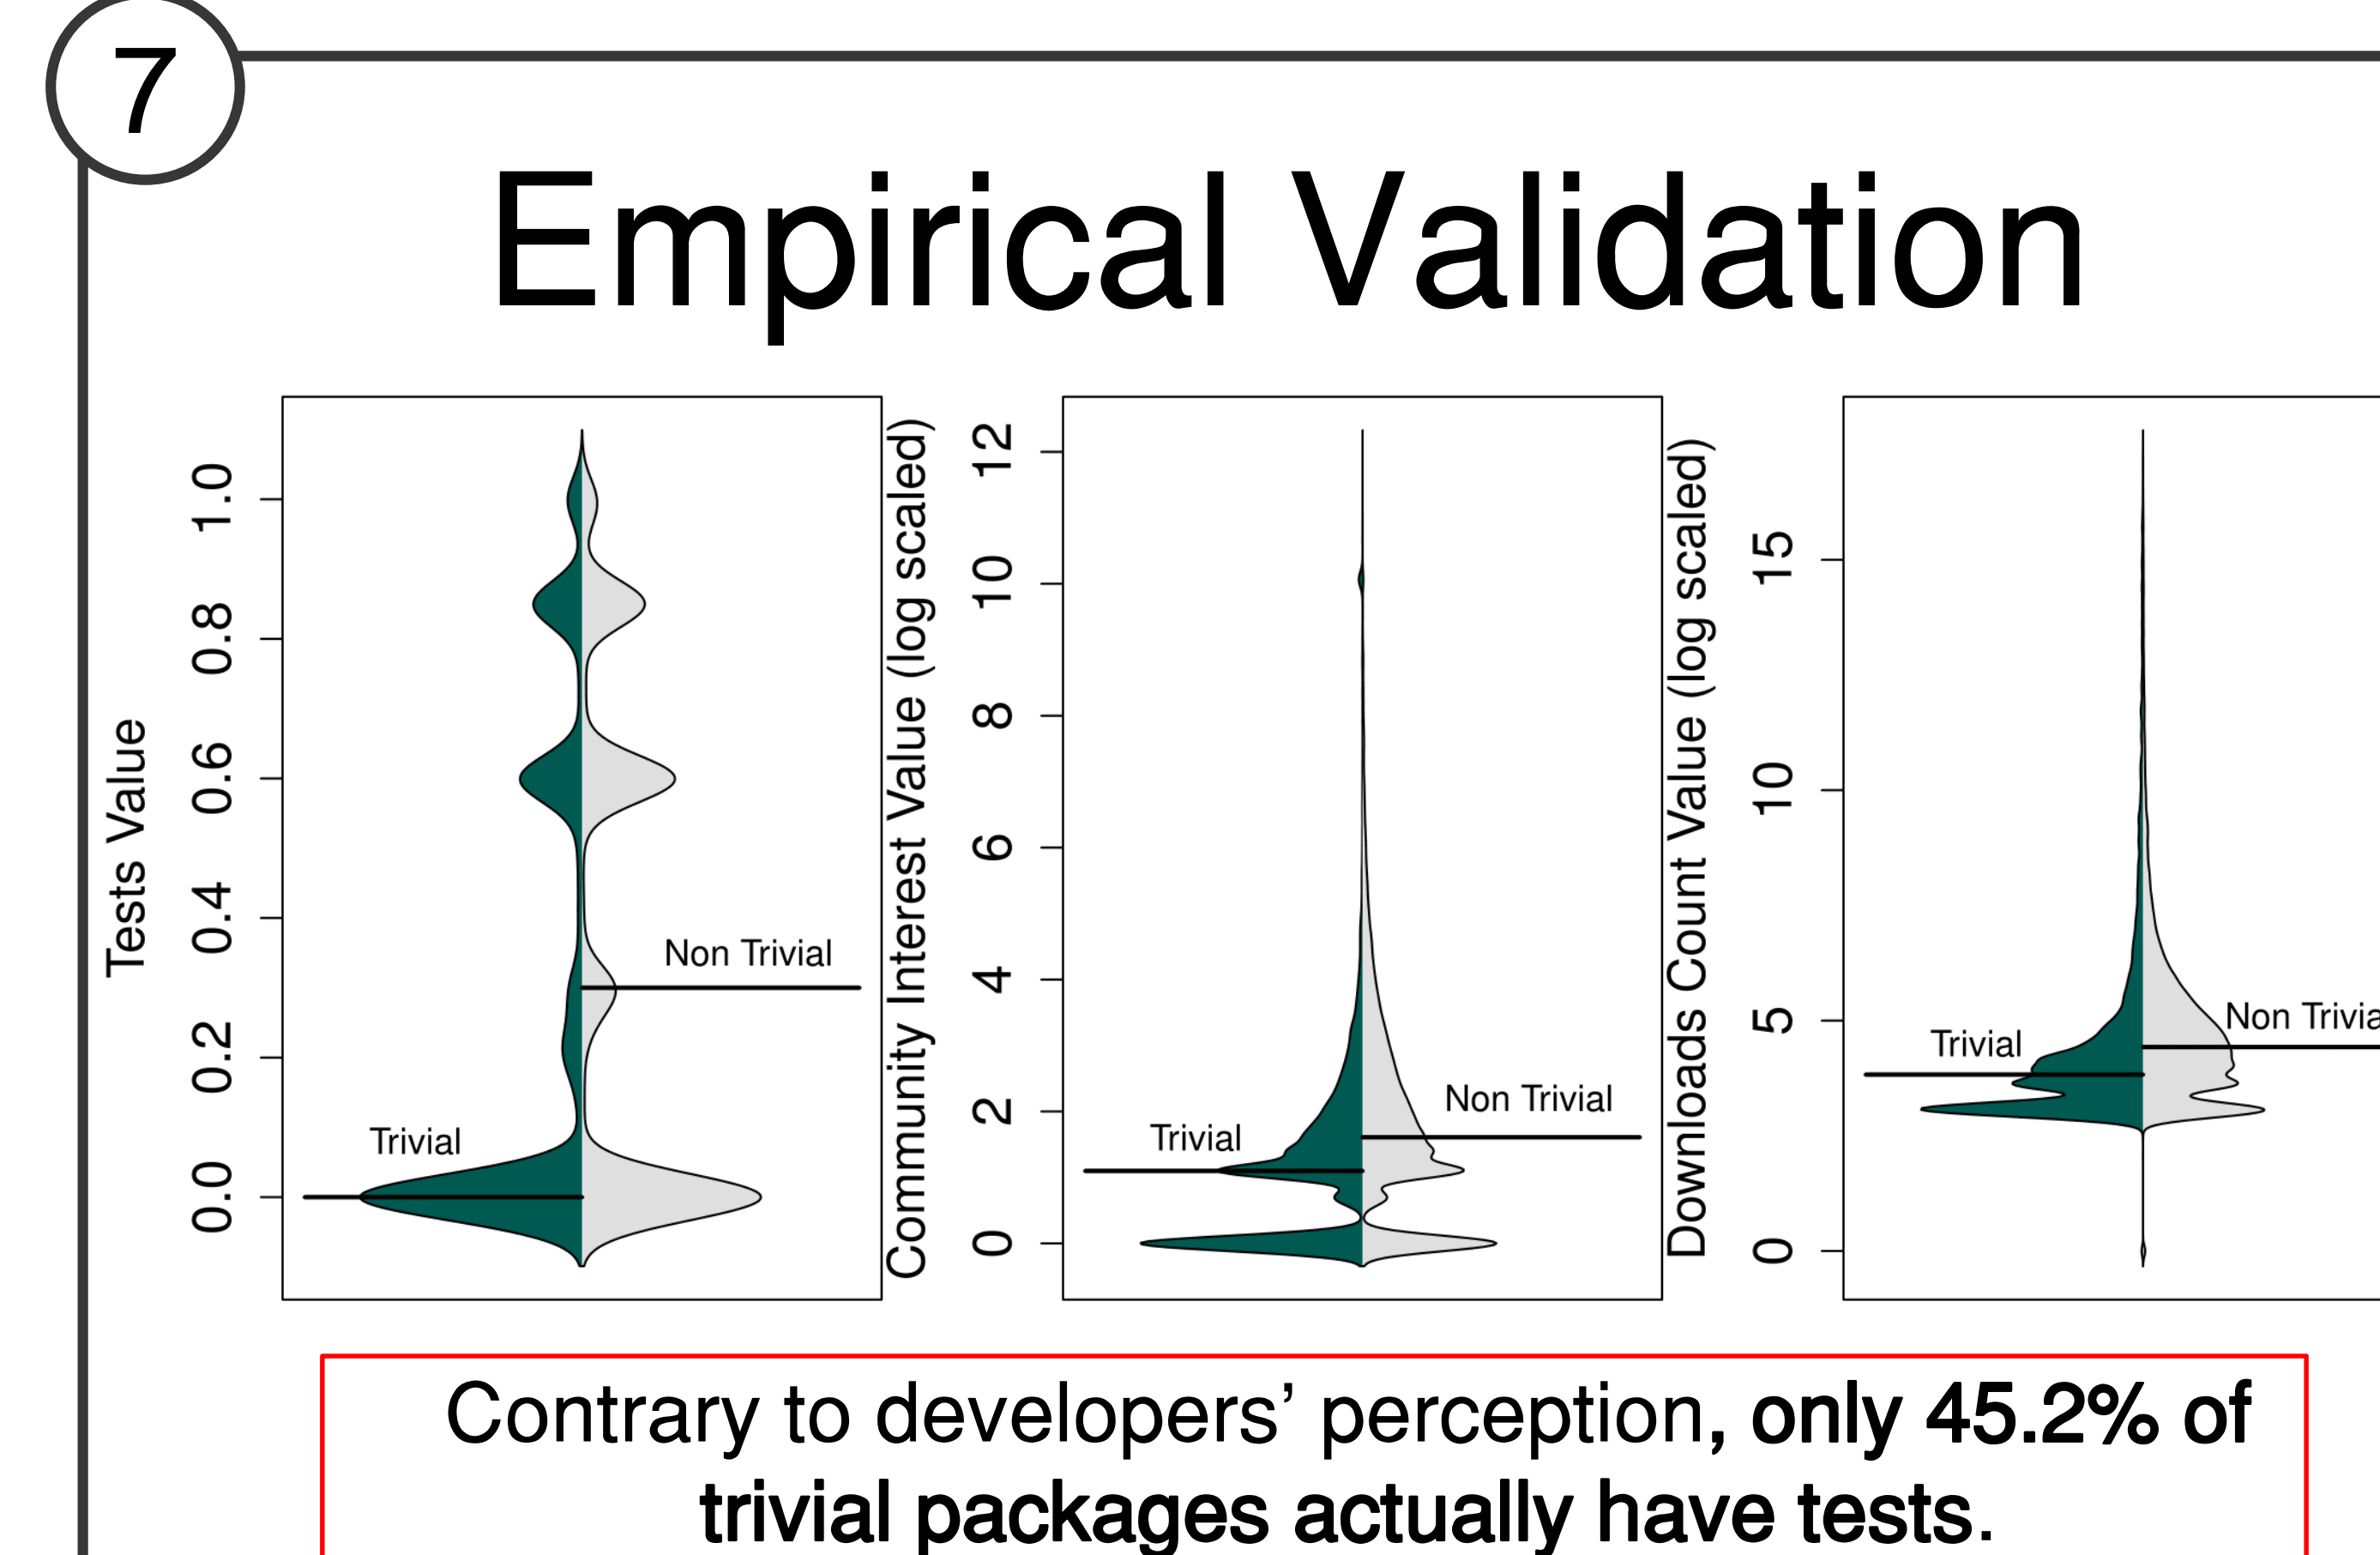 7
Empirical Validation
Tests Value
1.0
0.8
0.6
0.4
0.2
0.0
Non Trivial
Trivial
Community Interest Value (log scaled)
12
10
8
6
4
2
0
Non Trivial
Trivial
Downloads Count Value (log scaled)
15
10
5
0
Non Trivia
Trivial
Contrary to developers’ perception, only 45.2% of
trivial packages actually have tests.